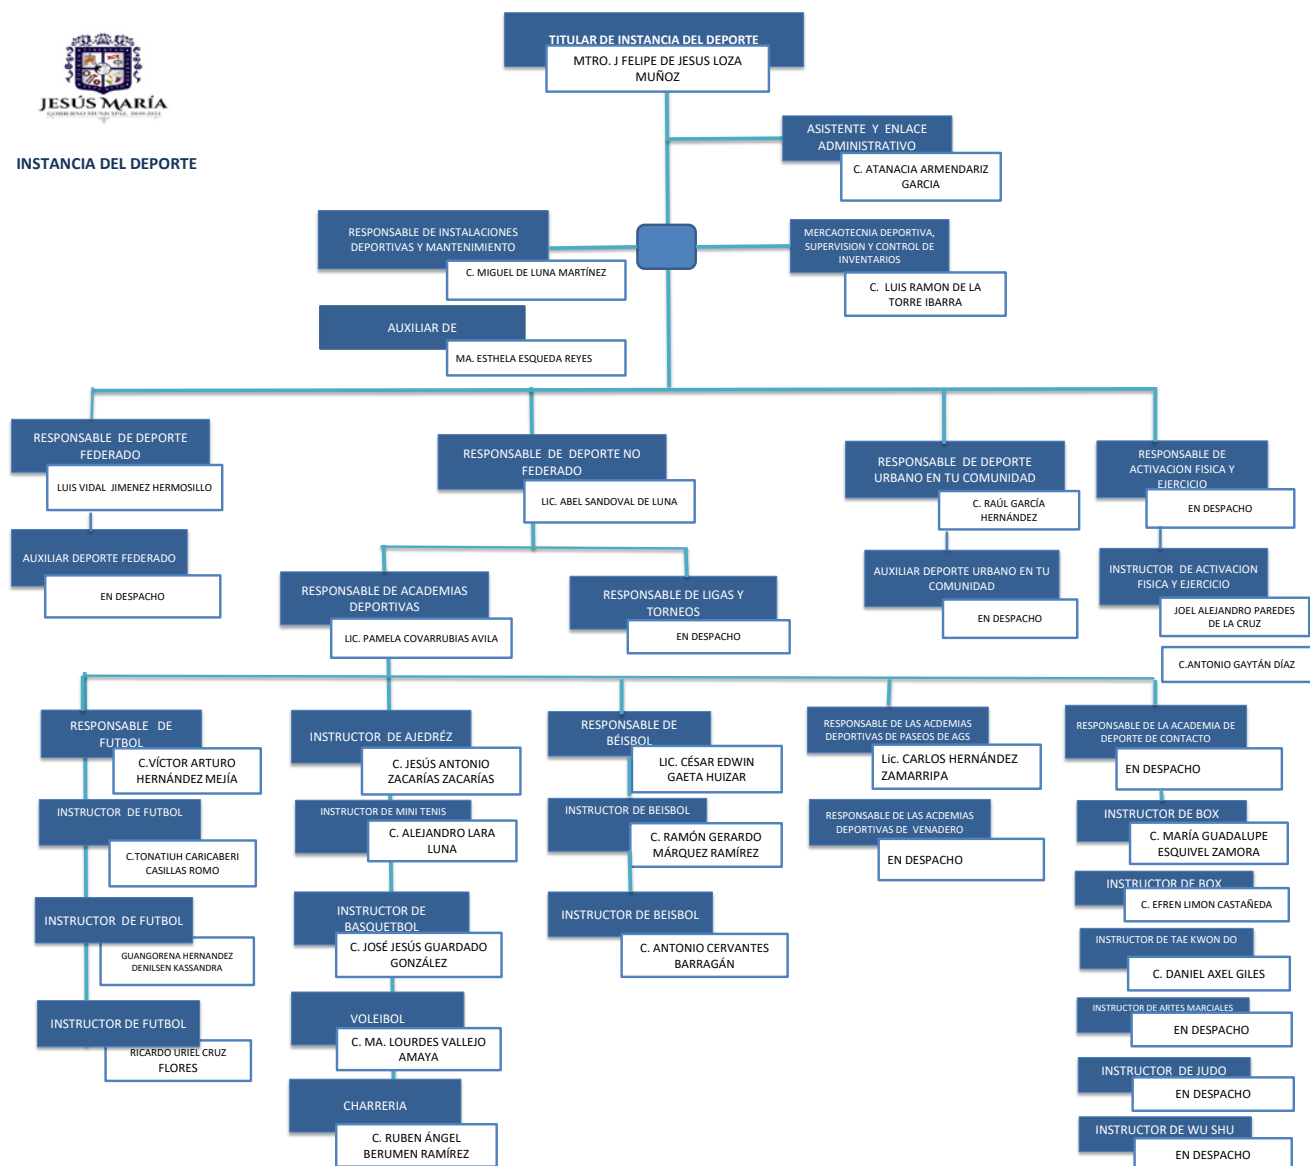 TITULAR DE INSTANCIA DEL DEPORTE
MTRO. J FELIPE DE JESUS LOZA
MUÑOZ
JESÚS MARÍA
GOBIERNO MUNICIPAL 2019-2021
INSTANCIA DEL DEPORTE
ASISTENTE Y ENLACE
ADMINISTRATIVO
C. ATANACIA ARMENDARIZ
GARCIA
RESPONSABLE DE INSTALACIONES
DEPORTIVAS Y MANTENIMIENTO
C. MIGUEL DE LUNA MARTÍNEZ
MERCAOTECNIA DEPORTIVA,
SUPERVISION Y CONTROL DE
INVENTARIOS
C. LUIS RAMON DE LA
TORRE IBARRA
AUXILIAR DE
MA. ESTHELA ESQUEDA REYES
RESPONSABLE DE DEPORTE
FEDERADO
LUIS VIDAL JIMENEZ HERMOSILLO
AUXILIAR DEPORTE FEDERADO
EN DESPACHO
RESPONSABLE DE DEPORTE NO
FEDERADO
LIC. ABEL SANDOVAL DE LUNA
RESPONSABLE DE ACADEMIAS
DEPORTIVAS
LIC. PAMELA COVARRUBIAS AVILA
RESPONSABLE DE LIGAS Y
TORNEOS
EN DESPACHO
RESPONSABLE DE DEPORTE
URBANO EN TU COMUNIDAD
C. RAÚL GARCÍA
HERNÁNDEZ
AUXILIAR DEPORTE URBANO EN TU
COMUNIDAD
EN DESPACHO
RESPONSABLE DE
ACTIVACION FISICA Y
EJERCICIO
EN DESPACHO
INSTRUCTOR DE ACTIVACION
FISICA Y EJERCICIO
JOEL ALEJANDRO PAREDES
DE LA CRUZ
C.ANTONIO GAYTÁN DÍAZ
RESPONSABLE DE
FUTBOL
C.VÍCTOR ARTURO
HERNÁNDEZ MEJÍA
INSTRUCTOR DE FUTBOL
C.TONATIUH CARICABERI
CASILLAS ROMO
INSTRUCTOR DE FUTBOL
GUANGORENA HERNANDEZ
DENILSEN KASSANDRA
INSTRUCTOR DE FUTBOL
RICARDO URIEL CRUZ
FLORES
INSTRUCTOR DE AJEDRÉZ
C. JESÚS ANTONIO
ZACARÍAS ZACARÍAS
INSTRUCTOR DE MINI TENIS
C. ALEJANDRO LARA
LUNA
INSTRUCTOR DE
BASQUETBOL
C. JOSÉ JESÚS GUARDADO
GONZÁLEZ
VOLEIBOL
C. MA. LOURDES VALLEJO
AMAYA
CHARRERIA
C. RUBEN ÁNGEL
BERUMEN RAMÍREZ
RESPONSABLE DE
BÉISBOL
LIC. CÉSAR EDWIN
GAETA HUIZAR
INSTRUCTOR DE BEISBOL
C. RAMÓN GERARDO
MÁRQUEZ RAMÍREZ
INSTRUCTOR DE BEISBOL
C. ANTONIO CERVANTES
BARRAGÁN
RESPONSABLE DE LAS ACDEMIAS
DEPORTIVAS DE PASEOS DE AGS
Lic. CARLOS HERNÁNDEZ
ZAMARRIPA
RESPONSABLE DE LAS ACDEMIAS
DEPORTIVAS DE VENADERO
EN DESPACHO
RESPONSABLE DE LA ACADEMIA DE
DEPORTE DE CONTACTO
EN DESPACHO
INSTRUCTOR DE BOX
C. MARÍA GUADALUPE
ESQUIVEL ZAMORA
INSTRUCTOR DE BOX
C. EFREN LIMON CASTAÑEDA
INSTRUCTOR DE TAE KWON DO
C. DANIEL AXEL GILES
INSTRUCTOR DE ARTES MARCIALES
EN DESPACHO
INSTRUCTOR DE JUDO
EN DESPACHO
INSTRUCTOR DE WU SHU
EN DESPACHO